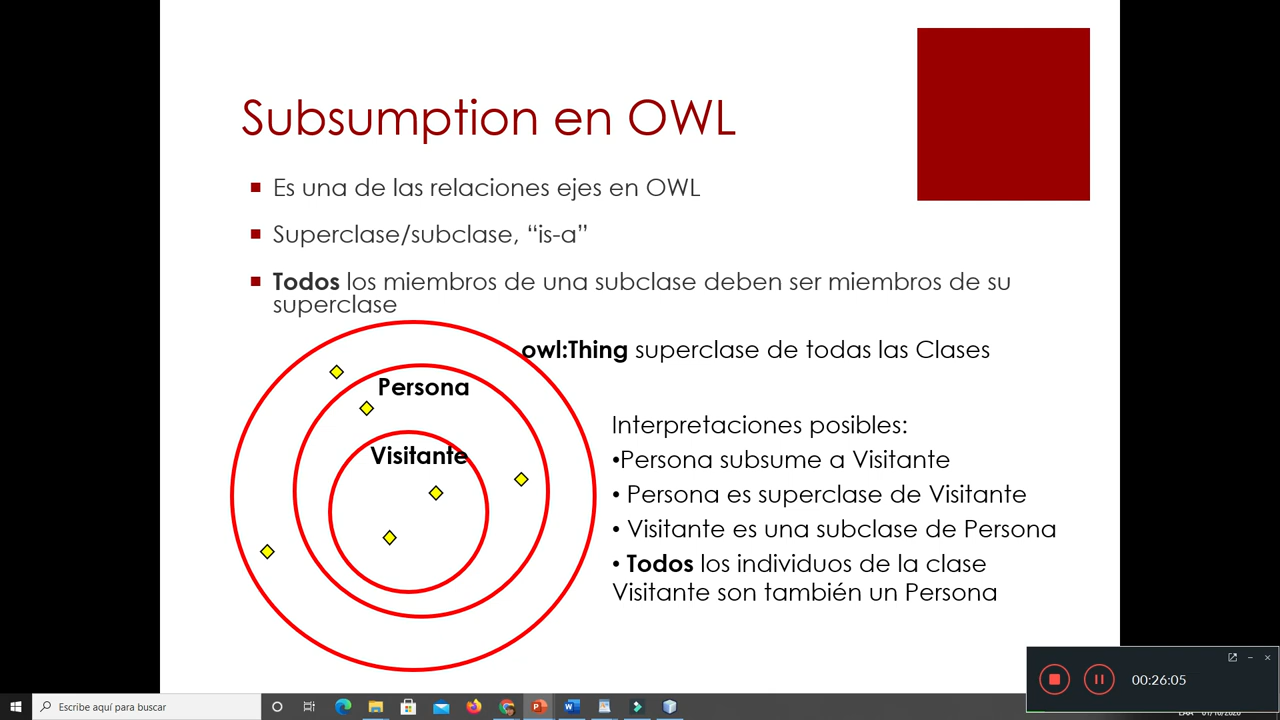 Subsumption en OWL
Es una de las relaciones ejes en OWL
Superclase/subclase, “is-a”
Todos los miembros de una subclase deben ser miembros de su
superclase
owl:Thing superclase de todas las Clases
Persona
Visitante
Interpretaciones posibles:
•Persona subsume a Visitante
• Persona es superclase de Visitante
• Visitante es una subclase de Persona
• Todos los individuos de la clase
Visitante son también un Persona
00:26:05
Escribe aquí para buscar